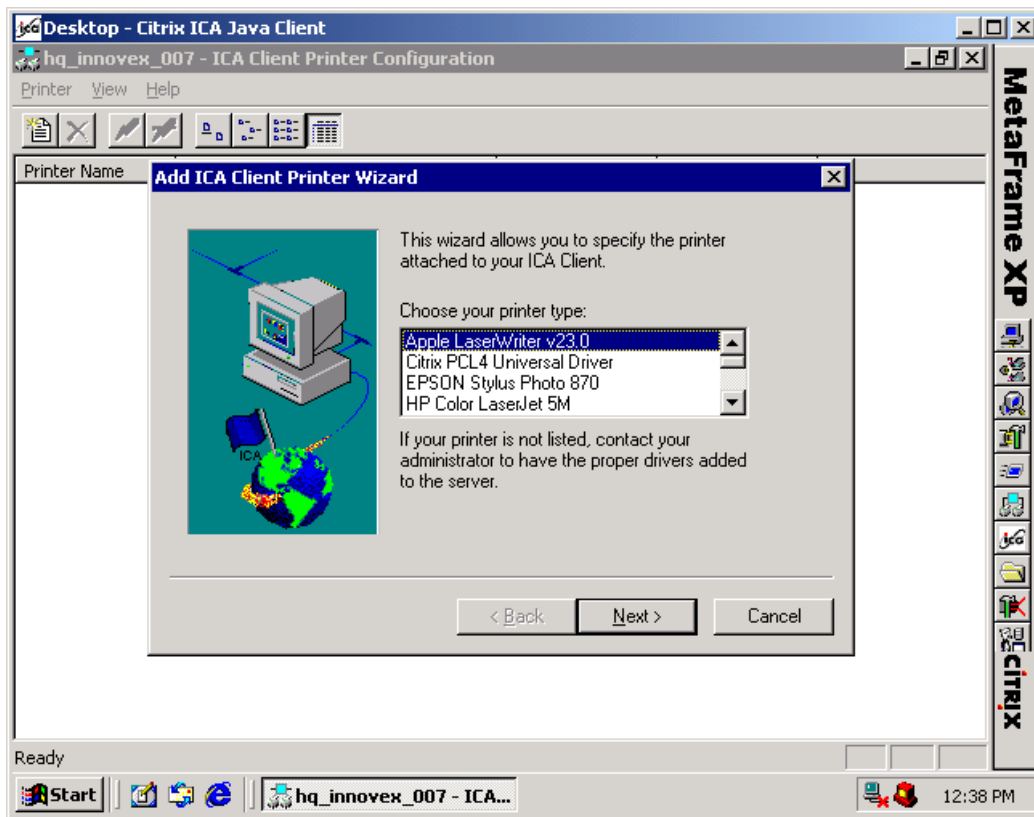 Desktop - Citrix ICA Java Client
hq_innovex_007 - ICA Client Printer Configuration
Printer View Help
Printer Name
Add ICA Client Printer Wizard
This wizard allows you to specify the printer
attached to your ICA Client.
Choose your printer type:
Apple LaserWriter v23.0
Citrix PCL4 Universal Driver
EPSON Stylus Photo 870
HP Color LaserJet 5M
If your printer is not listed, contact your
administrator to have the proper drivers added
to the server.
ICA
< Back
Next >
Cancel
MetaFrame XP
ica
CITRIX
Ready
Start
hq_innovex_007 - ICA...
12:38 PM